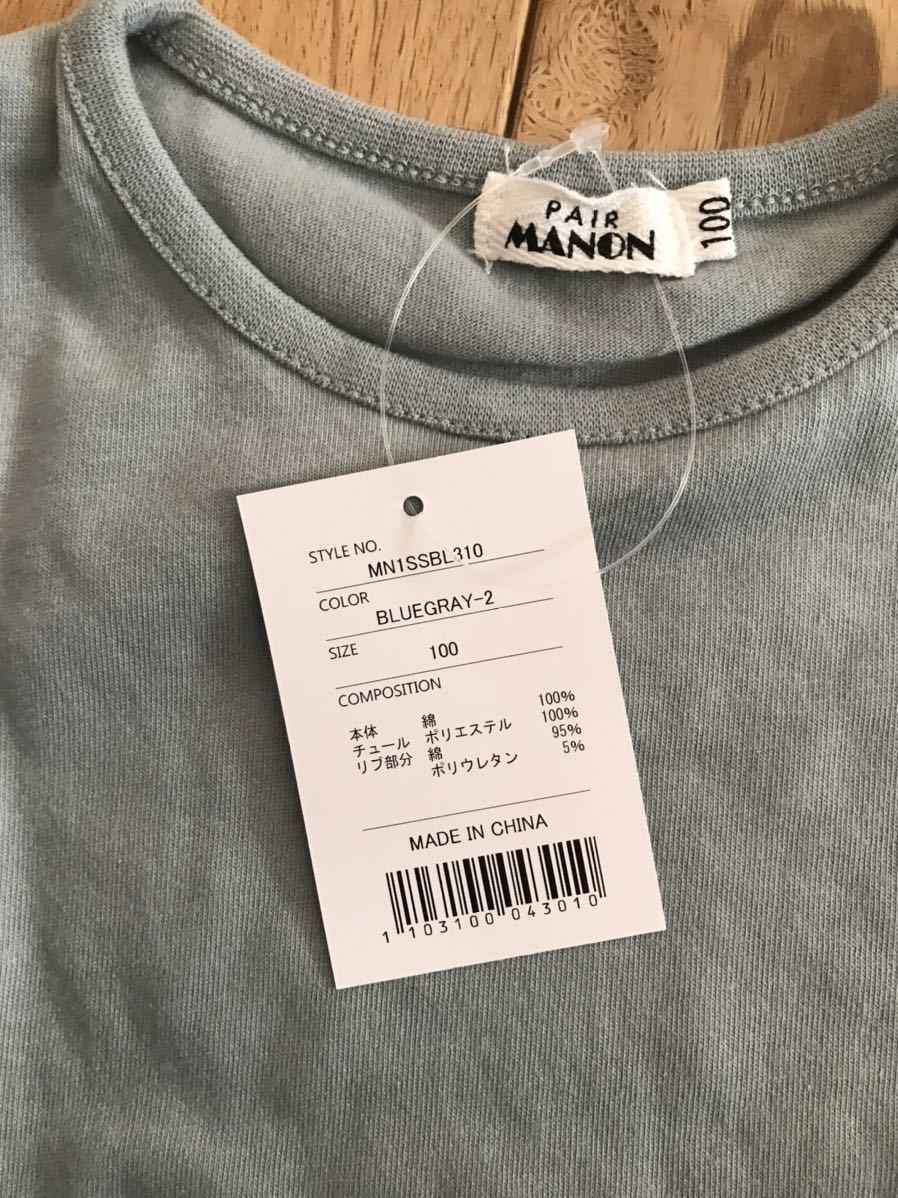 PAIR
MANON
100
STYLE NO.
MN1SSBL310
COLOR
BLUEGRAY-2
SIZE
100
COMPOSITION
本体 綿 100%
チュール ポリエステル 100%
リブ部分 綿 95%
ポリウレタン 5%
MADE IN CHINA
1 103100 043010